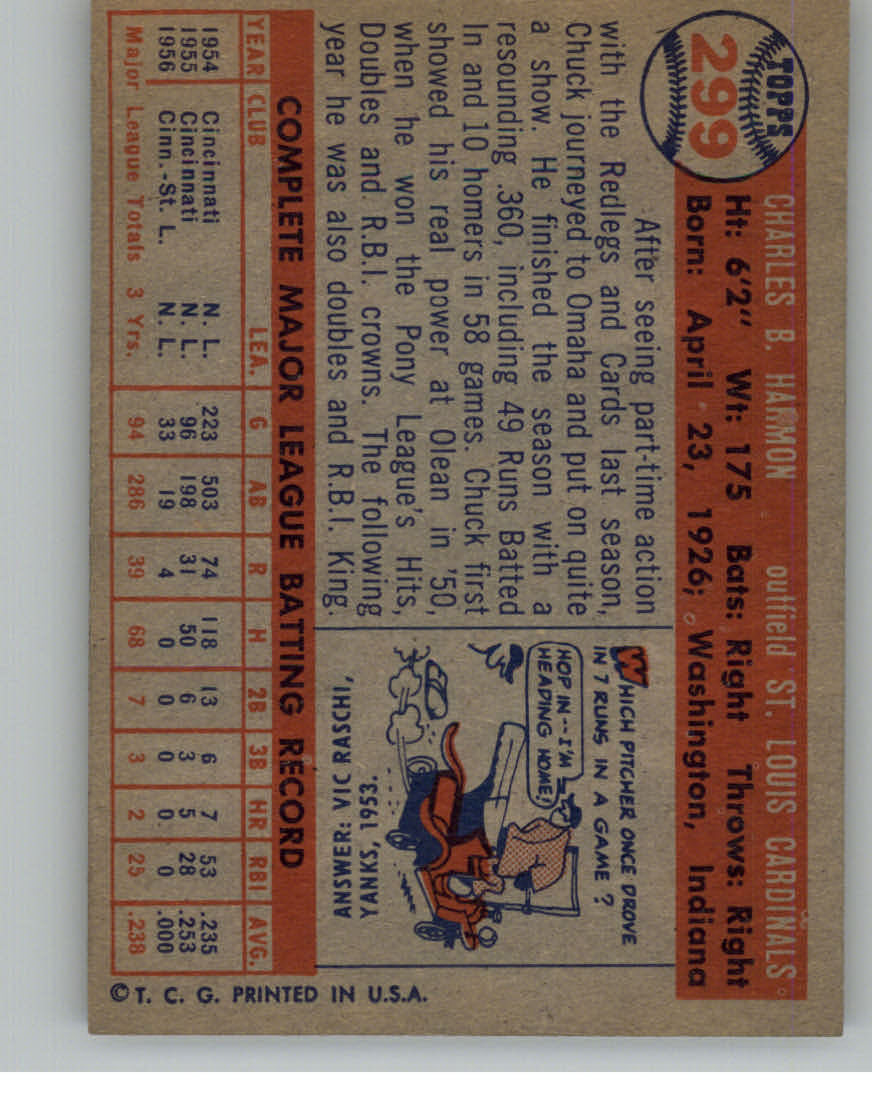 TOPPS
299
CHARLES B. HARMON outfield ST. LOUIS CARDINALS
Ht: 6'2" Wt: 175 Bats: Right Throws: Right
Born: April 23, 1926; Washington, Indiana
After seeing part-time action
with the Redlegs and Cards last season,
Chuck journeyed to Omaha and put on quite
a show. He finished the season with a
resounding .360, including 49 Runs Batted
In and 10 homers in 58 games. Chuck first
showed his real power at Olean in '50,
when he won the Pony League's Hits,
Doubles and R.B.I. crowns. The following
year he was also doubles and R.B.I. King.
WHICH PITCHER ONCE DROVE
IN 7 RUNS IN A GAME?
HOP IN--I'M
HEADING HOME!
ANSWER: VIC RASCHI,
YANKS, 1953.
COMPLETE MAJOR LEAGUE BATTING RECORD
YEAR CLUB LEA. G AB R H 2B 3B HR RBI AVG.
1954 Cincinnati N. L. 223 503 74 118 13 6 7 53 .235
1955 Cincinnati N. L. 96 198 31 50 6 3 5 28 .253
1956 Cinn.-St. L. N. L. 33 19 4 0 0 0 0 0 .000
Major League Totals 3 Yrs. 94 286 39 68 7 3 2 25 .238
©T. C. G. PRINTED IN U.S.A.